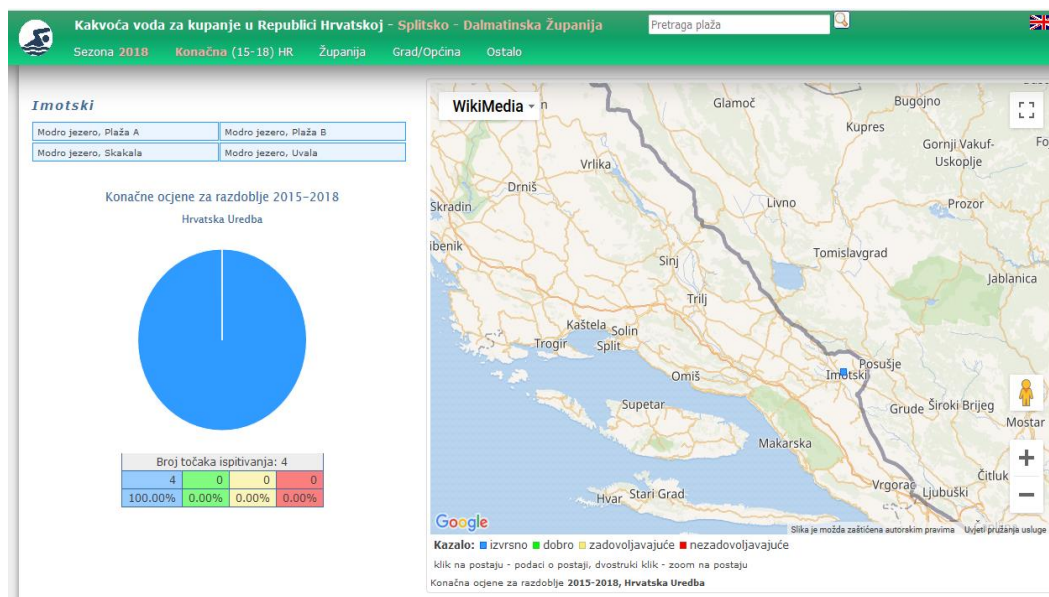 Kakvoća voda za kupanje u Republici Hrvatskoj - Splitsko - Dalmatinska Županija
Pretraga plaža
Sezona 2018 Konačna (15-18) HR Županija Grad/Općina Ostalo
Imotski
Modro jezero, Plaža A
Modro jezero, Plaža B
Modro jezero, Skakala
Modro jezero, Uvala
Konačne ocjene za razdoblje 2015-2018
Hrvatska Uredba
Broj točaka ispitivanja: 4
4 0 0 0
100.00% 0.00% 0.00% 0.00%
WikiMedia
Glamoč
Bugojno
Kupres
Gornji Vakuf-
Uskoplje
Fo
Vrlika
Drniš
Skradin
Livno
Prozor
ibenik
Tomislavgrad
Sinj
Jablanica
Trilj
Kaštela
Solin
Trogir
Split
Posušje
Imotski
Omiš
Supetar
Grude
Široki Brijeg
Mostar
Makarska
Čitluk
Vrgorac
Ljubuški
Hvar
Stari Grad
Google
Slika je možda zaštićena autorskim pravima
Uvjeti pružanja usluge
Kazalo: izvrsno dobro zadovoljavajuće nezadovoljavajuće
klik na postaju - podaci o postaji, dvostruki klik - zoom na postaju
Konačna ocjene za razdoblje 2015-2018, Hrvatska Uredba